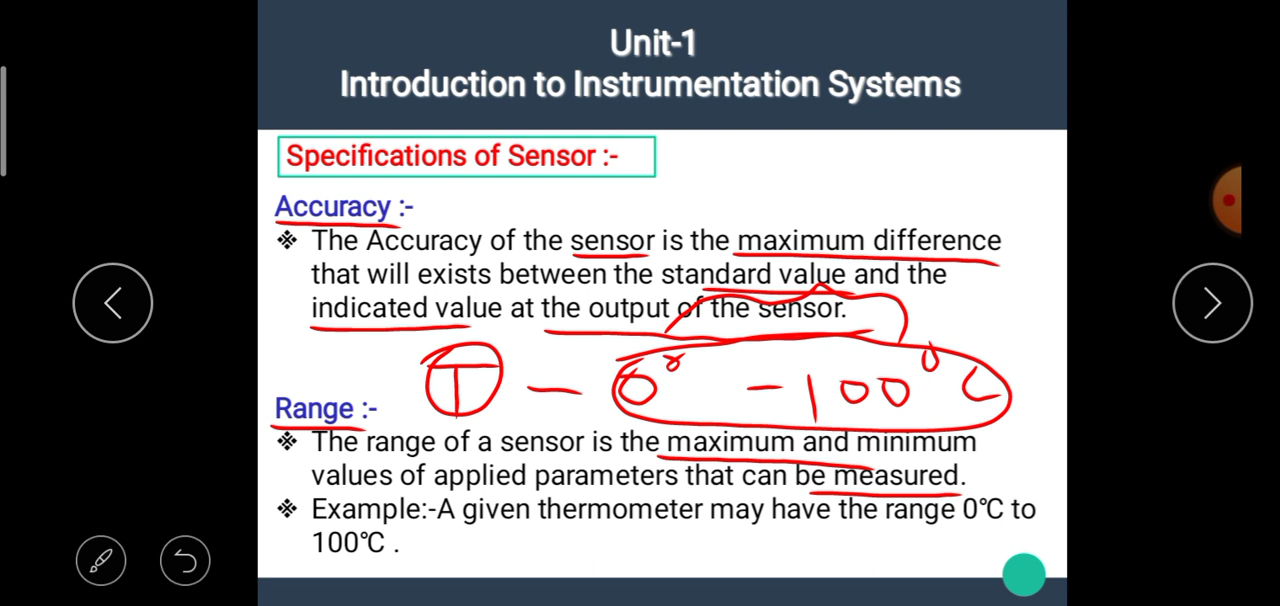 Unit-1
Introduction to Instrumentation Systems
Specifications of Sensor :-
Accuracy :-
❖ The Accuracy of the sensor is the maximum difference
that will exists between the standard value and the
indicated value at the output of the sensor.
T - 0° - 100°C
Range :-
❖ The range of a sensor is the maximum and minimum
values of applied parameters that can be measured.
❖ Example:-A given thermometer may have the range 0℃ to
100℃ .